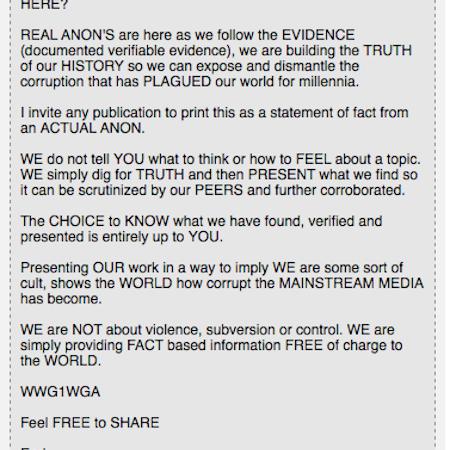 HERE?
REAL ANON'S are here as we follow the EVIDENCE
(documented verifiable evidence), we are building the TRUTH
of our HISTORY so we can expose and dismantle the
corruption that has PLAGUED our world for millennia.
I invite any publication to print this as a statement of fact from
an ACTUAL ANON.
WE do not tell YOU what to think or how to FEEL about a topic.
WE simply dig for TRUTH and then PRESENT what we find so
it can be scrutinized by our PEERS and further corroborated.
The CHOICE to KNOW what we have found, verified and
presented is entirely up to YOU.
Presenting OUR work in a way to imply WE are some sort of
cult, shows the WORLD how corrupt the MAINSTREAM MEDIA
has become.
WE are NOT about violence, subversion or control. WE are
simply providing FACT based information FREE of charge to
the WORLD.
WWG1WGA
Feel FREE to SHARE